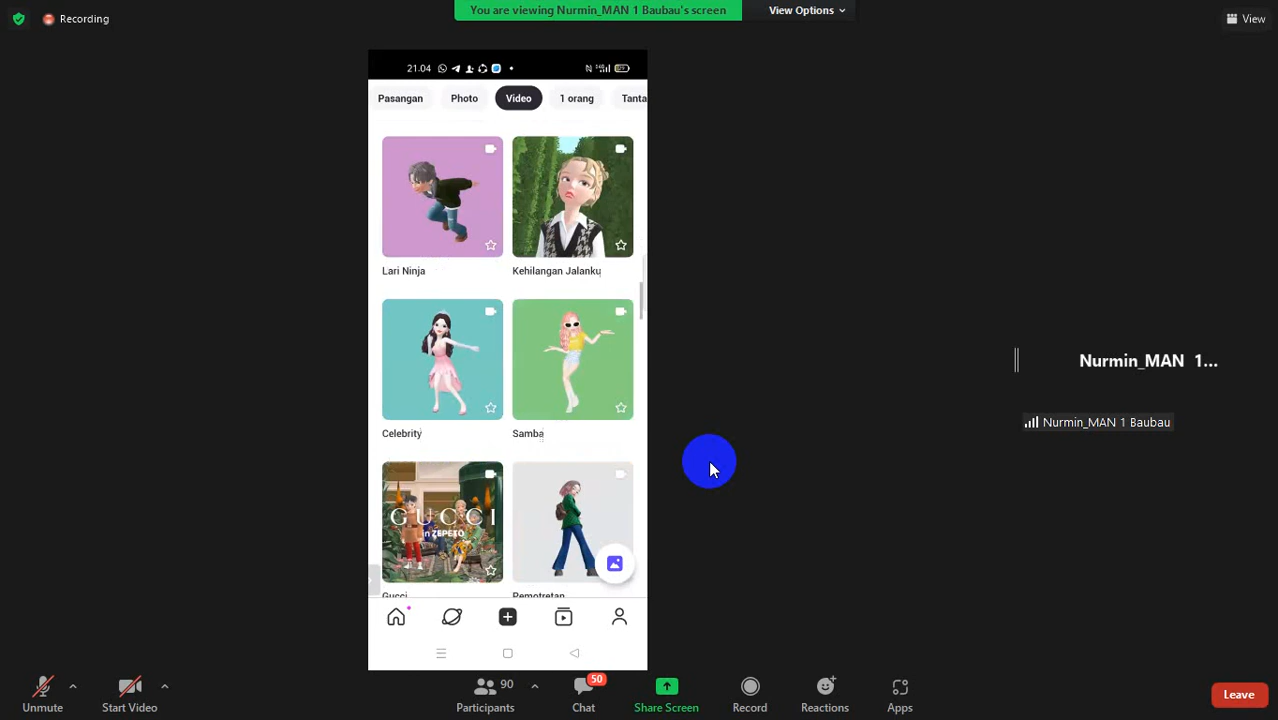 Recording
You are viewing Nurmin_MAN 1 Baubau's screen
View Options
View
21.04
Pasangan
Photo
Video
1 orang
Tanta
Lari Ninja
Kehilangan Jalanku
Celebrity
Samba
GUCCI
in ZEPETO
Gucci
Pemotretan
Nurmin_MAN 1...
Nurmin_MAN 1 Baubau
Unmute
Start Video
90
Participants
50
Chat
Share Screen
Record
Reactions
Apps
Leave